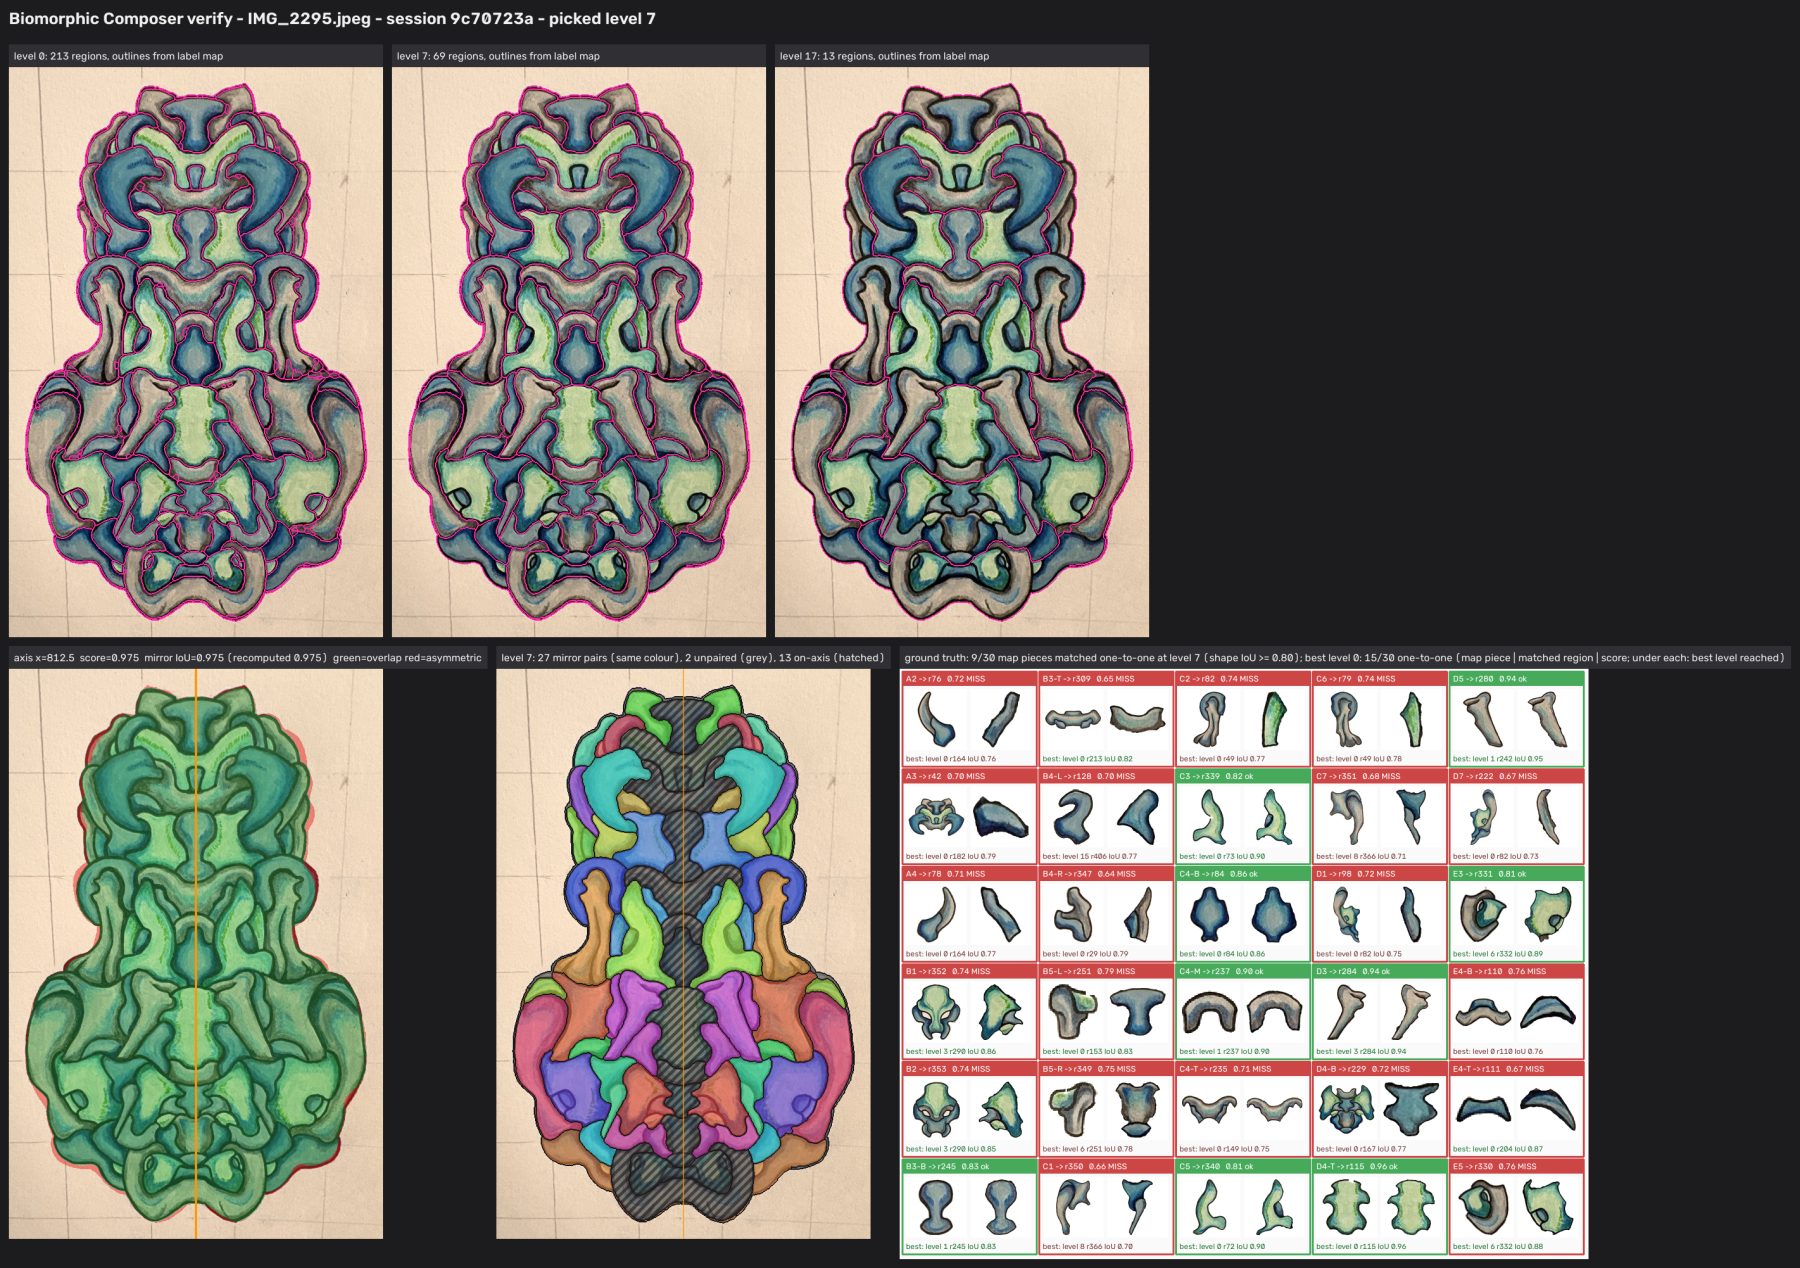 Biomorphic Composer verify - IMG_2295.jpeg - session 9c70723a - picked level 7
level 0: 213 regions, outlines from label map
level 7: 69 regions, outlines from label map
level 17: 13 regions, outlines from label map
axis x=812.5 score=0.975 mirror IoU=0.975 (recomputed 0.975) green=overlap red=asymmetric
level 7: 27 mirror pairs (same colour), 2 unpaired (grey), 13 on-axis (hatched)
ground truth: 9/30 map pieces matched one-to-one at level 7 (shape IoU >= 0.80); best level 0: 15/30 one-to-one (map piece | matched region | score; under each: best level reached)
A2 -> r76 0.72 MISS
B3-T -> r309 0.65 MISS
C2 -> r82 0.74 MISS
C6 -> r79 0.74 MISS
D5 -> r280 0.94 ok
best: level 0 r164 IoU 0.76
best: level 0 r213 IoU 0.82
best: level 0 r49 IoU 0.77
best: level 0 r49 IoU 0.78
best: level 1 r242 IoU 0.95
A3 -> r42 0.70 MISS
B4-L -> r128 0.70 MISS
C3 -> r339 0.82 ok
C7 -> r351 0.68 MISS
D7 -> r222 0.67 MISS
best: level 0 r182 IoU 0.79
best: level 15 r406 IoU 0.77
best: level 0 r73 IoU 0.90
best: level 8 r366 IoU 0.71
best: level 0 r82 IoU 0.73
A4 -> r78 0.71 MISS
B4-R -> r347 0.64 MISS
C4-B -> r84 0.86 ok
D1 -> r98 0.72 MISS
E3 -> r331 0.81 ok
best: level 0 r164 IoU 0.77
best: level 0 r29 IoU 0.79
best: level 0 r84 IoU 0.86
best: level 0 r82 IoU 0.75
best: level 6 r332 IoU 0.89
B1 -> r352 0.74 MISS
B5-L -> r251 0.79 MISS
C4-M -> r237 0.90 ok
D3 -> r284 0.94 ok
E4-B -> r110 0.76 MISS
best: level 3 r290 IoU 0.86
best: level 0 r153 IoU 0.83
best: level 1 r237 IoU 0.90
best: level 3 r284 IoU 0.94
best: level 0 r110 IoU 0.76
B2 -> r353 0.74 MISS
B5-R -> r349 0.75 MISS
C4-T -> r235 0.71 MISS
D4-B -> r229 0.72 MISS
E4-T -> r111 0.67 MISS
best: level 3 r290 IoU 0.85
best: level 6 r251 IoU 0.78
best: level 0 r149 IoU 0.75
best: level 0 r167 IoU 0.77
best: level 0 r204 IoU 0.87
B3-B -> r245 0.83 ok
C1 -> r350 0.66 MISS
C5 -> r340 0.81 ok
D4-T -> r115 0.96 ok
E5 -> r330 0.76 MISS
best: level 1 r245 IoU 0.83
best: level 8 r366 IoU 0.70
best: level 0 r72 IoU 0.90
best: level 0 r115 IoU 0.96
best: level 6 r332 IoU 0.88